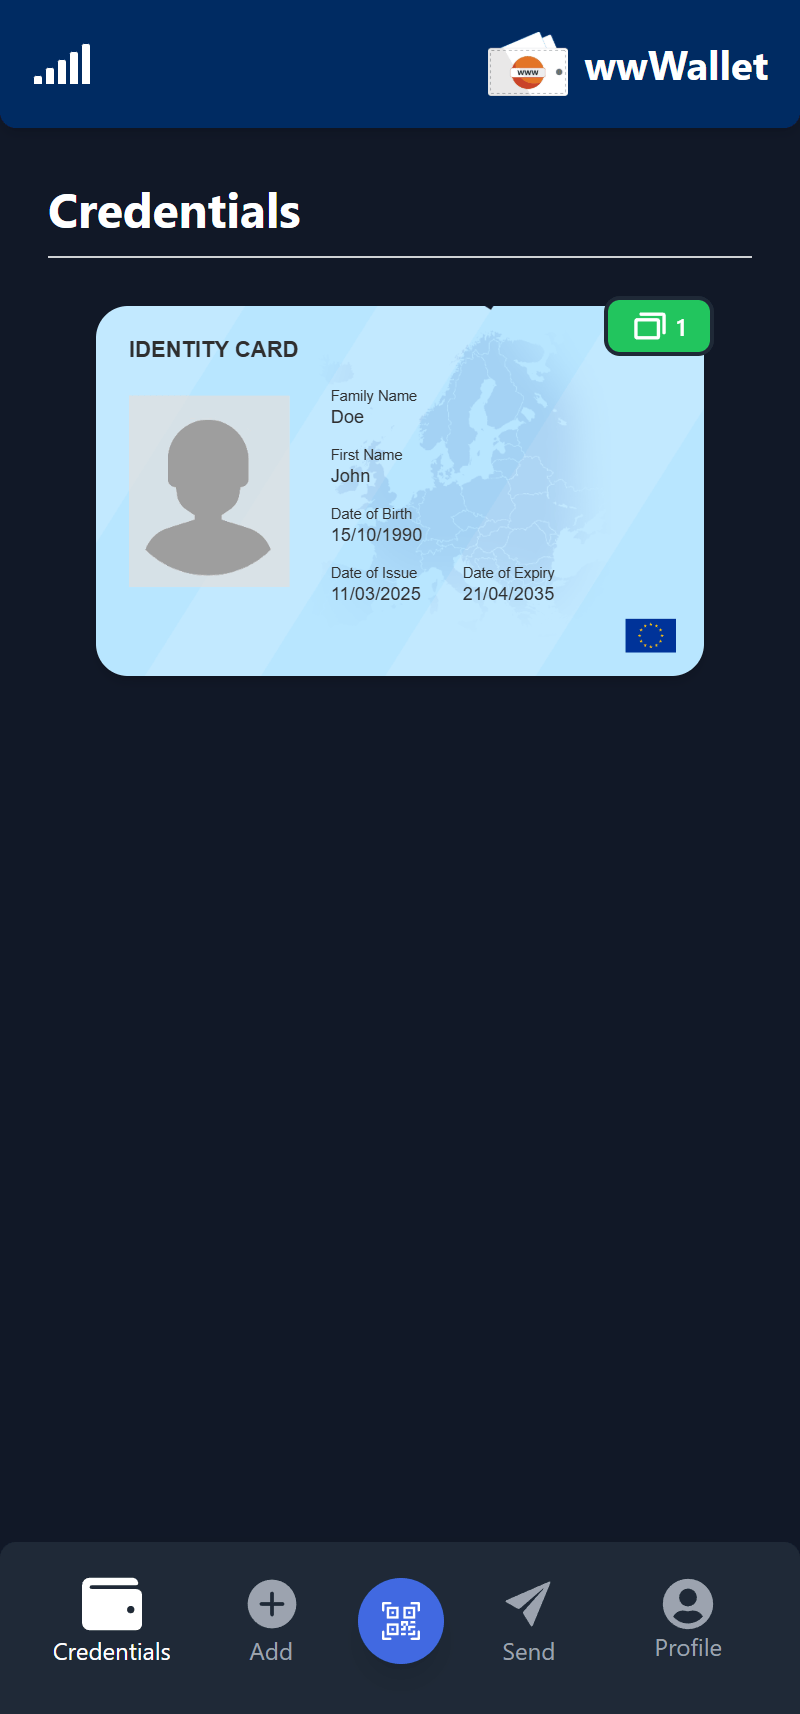 www
wwWallet
Credentials
1
IDENTITY CARD
Family Name
Doe
First Name
John
Date of Birth
15/10/1990
Date of Issue Date of Expiry
11/03/2025 21/04/2035
Credentials Add Send Profile